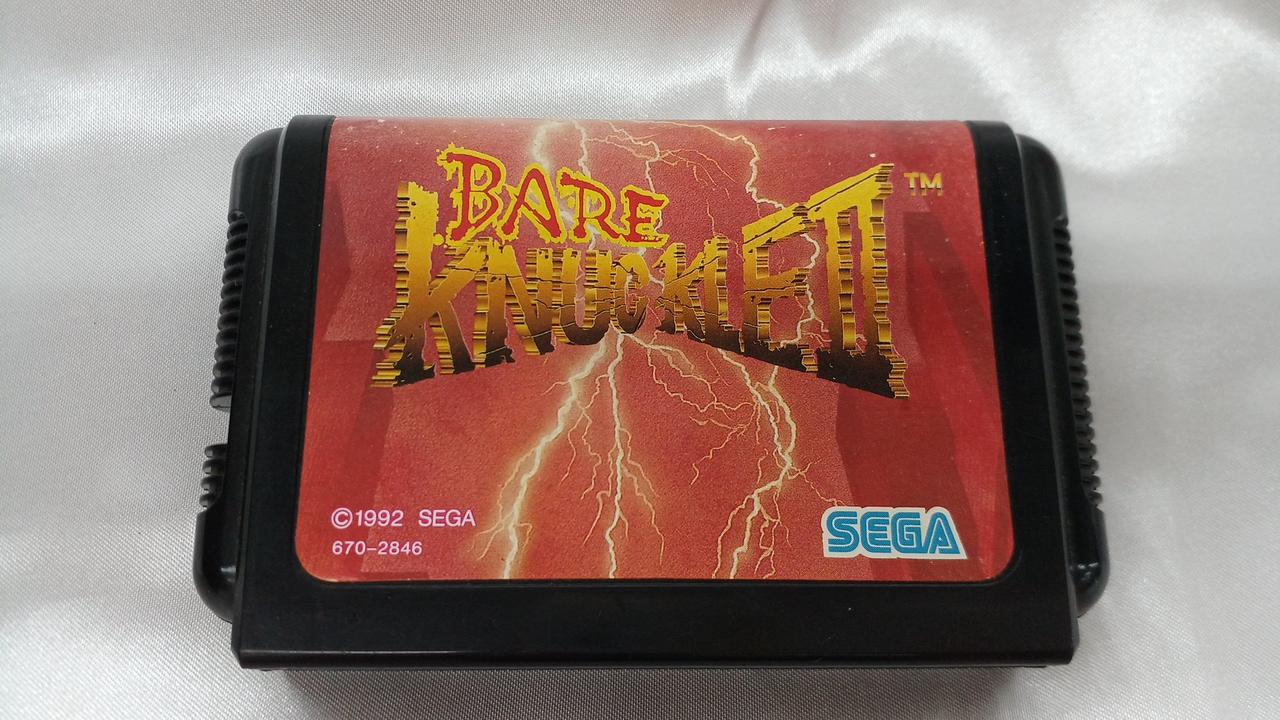 BARE
KNUCKLE II
TM
©1992 SEGA
670-2846
SEGA